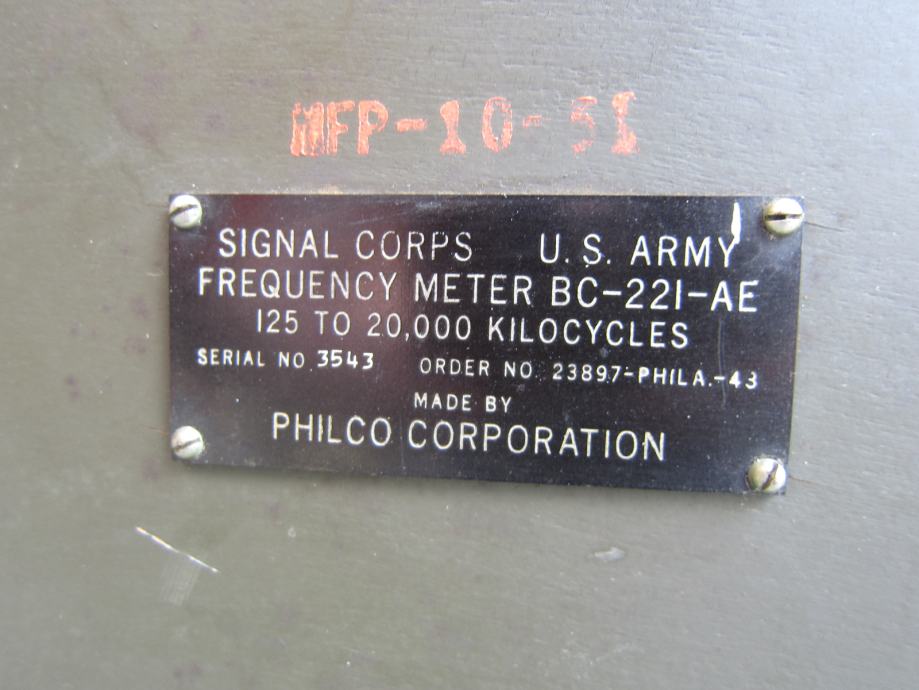 MFP-10-51
SIGNAL CORPS U.S. ARMY
FREQUENCY METER BC-221-AE
125 TO 20,000 KILOCYCLES
SERIAL NO. 3543 ORDER NO. 23897-PHILA.-43
MADE BY
PHILCO CORPORATION